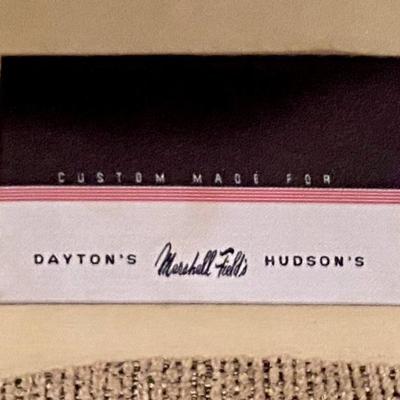 CUSTOM MADE FOR
DAYTON'S Marshall Field's HUDSON'S